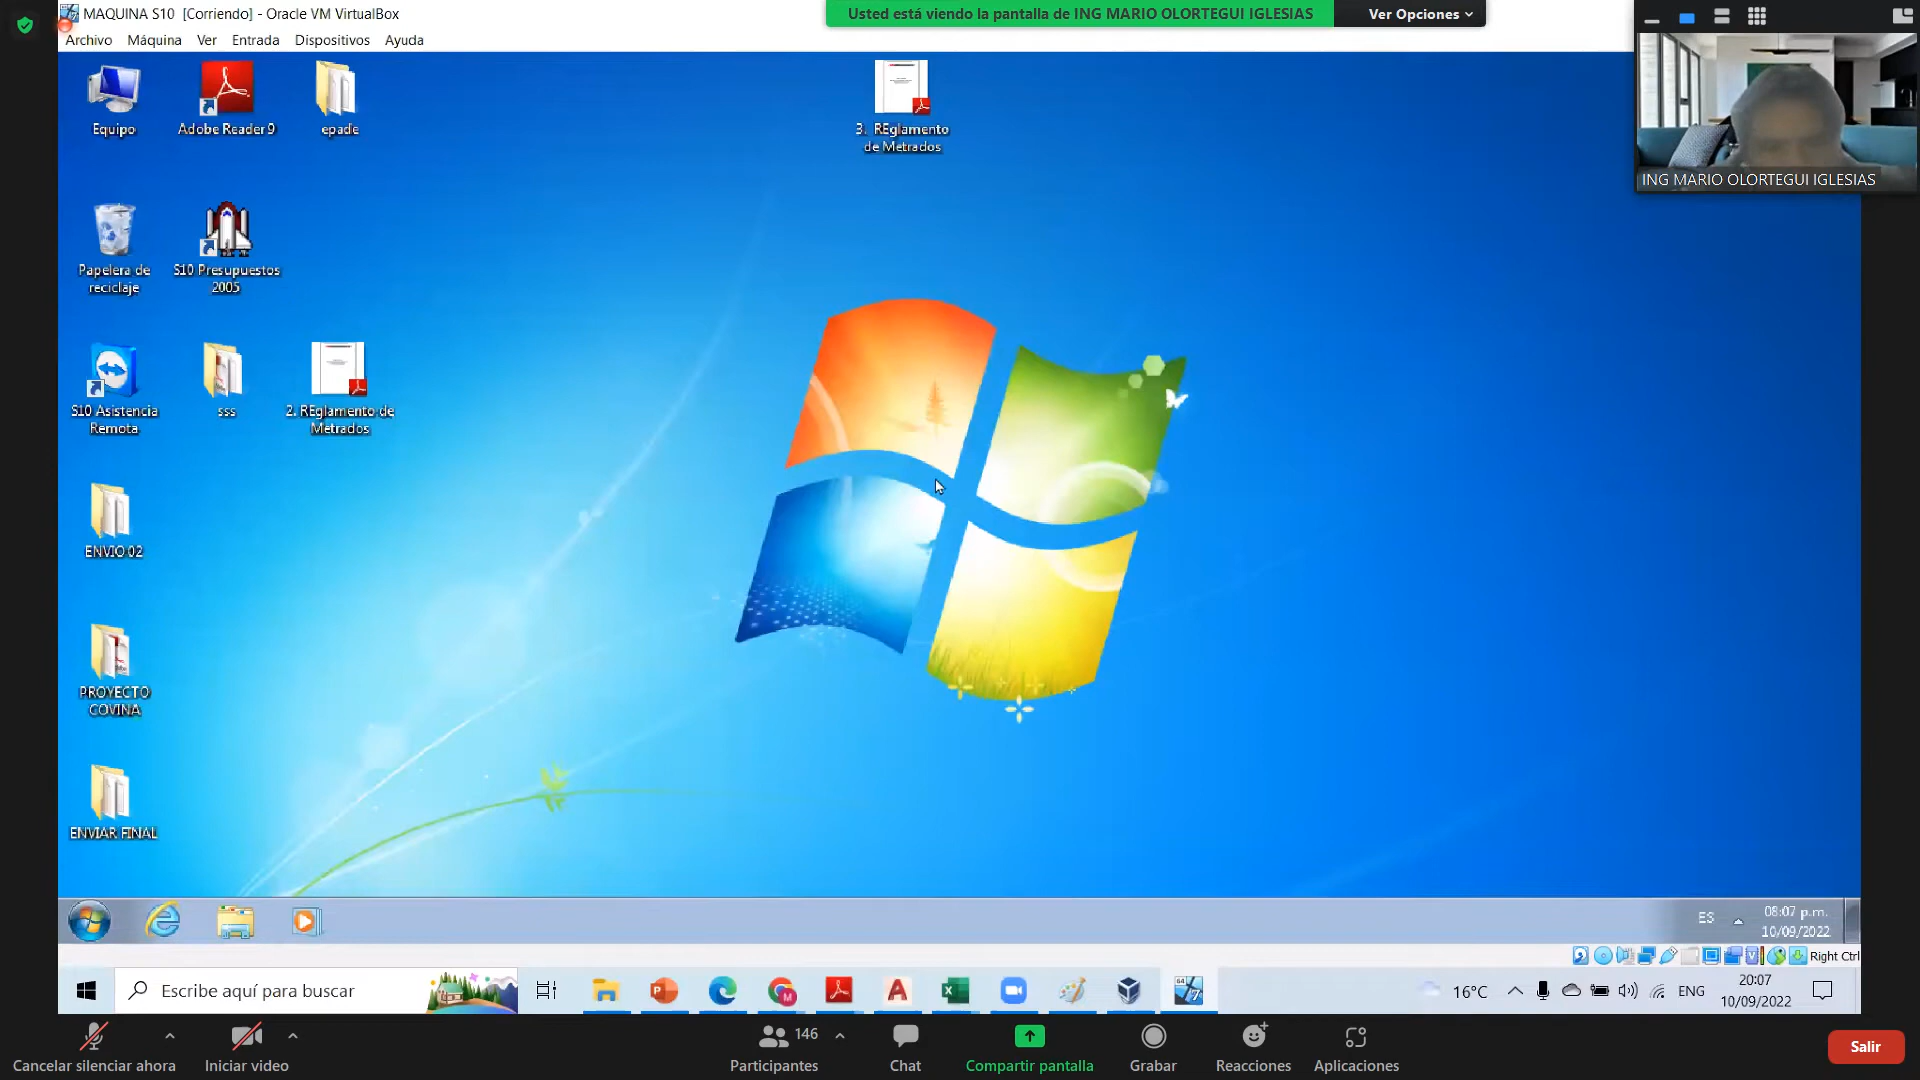 MAQUINA S10 [Corriendo] - Oracle VM VirtualBox
Usted está viendo la pantalla de ING MARIO OLORTEGUI IGLESIAS
Ver Opciones
Archivo Máquina Ver Entrada Dispositivos Ayuda
ING MARIO OLORTEGUI IGLESIAS
Equipo
Adobe Reader 9
epade
3. REglamento
de Metrados
Papelera de
reciclaje
S10 Presupuestos
2005
S10 Asistencia
Remota
sss
2. REglamento de
Metrados
ENVIO 02
PROYECTO
COVINA
ENVIAR FINAL
ES
08:07 p.m.
10/09/2022
Right Ctrl
Escribe aquí para buscar
16°C
ENG
20:07
10/09/2022
Cancelar silenciar ahora
Iniciar video
146
Participantes
Chat
Compartir pantalla
Grabar
Reacciones
Aplicaciones
Salir